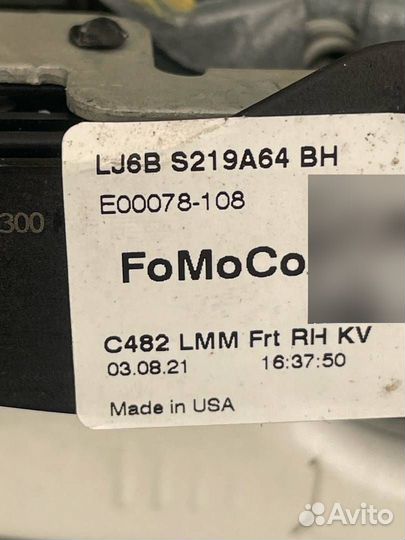 LJ6B S219A64 BH
E00078-108
300
FoMoCo
C482 LMM Frt RH KV
03.08.21 16:37:50
Made in USA
Avito